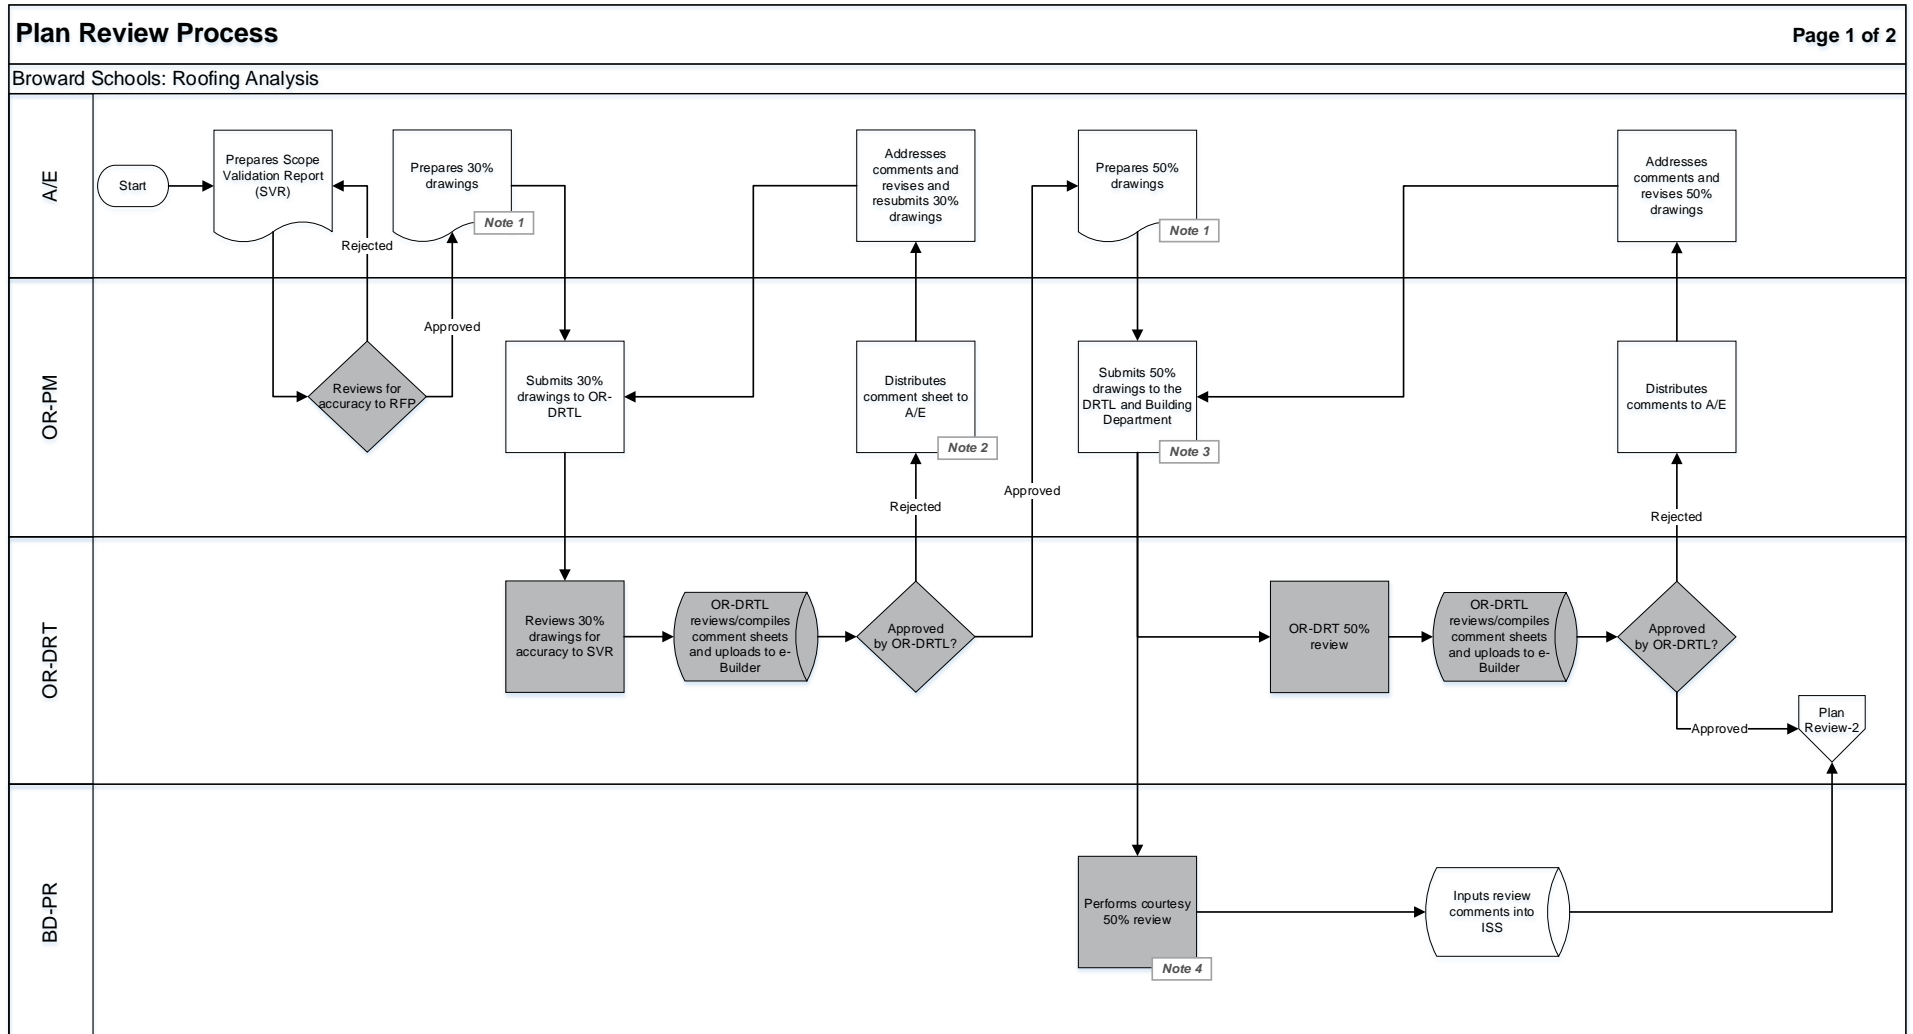 Plan Review Process
Page 1 of 2
Broward Schools: Roofing Analysis
A/E
Start
Prepares Scope
Validation Report
(SVR)
Rejected
Prepares 30%
drawings
Note 1
Approved
Addresses
comments and
revises and
resubmits 30%
drawings
Prepares 50%
drawings
Note 1
Addresses
comments and
revises 50%
drawings
OR-PM
Reviews for
accuracy to RFP
Submits 30%
drawings to OR-
DRTL
Distributes
comment sheet to
A/E
Note 2
Rejected
Approved
Submits 50%
drawings to the
DRTL and Building
Department
Note 3
Distributes
comments to A/E
Rejected
OR-DRT
Reviews 30%
drawings for
accuracy to SVR
OR-DRTL
reviews/compiles
comment sheets
and uploads to e-
Builder
Approved
by OR-DRTL?
OR-DRT 50%
review
OR-DRTL
reviews/compiles
comment sheets
and uploads to e-
Builder
Approved
by OR-DRTL?
Approved
Plan
Review-2
BD-PR
Performs courtesy
50% review
Note 4
Inputs review
comments into
ISS